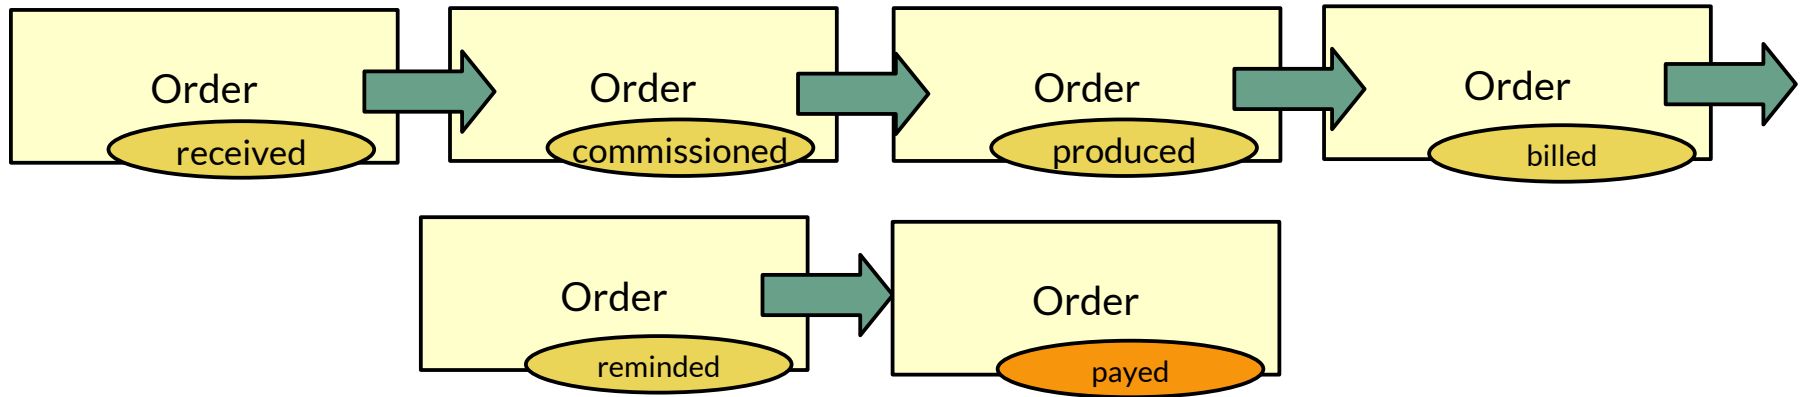 Order
received
Order
commissioned
Order
produced
Order
billed
Order
reminded
Order
payed